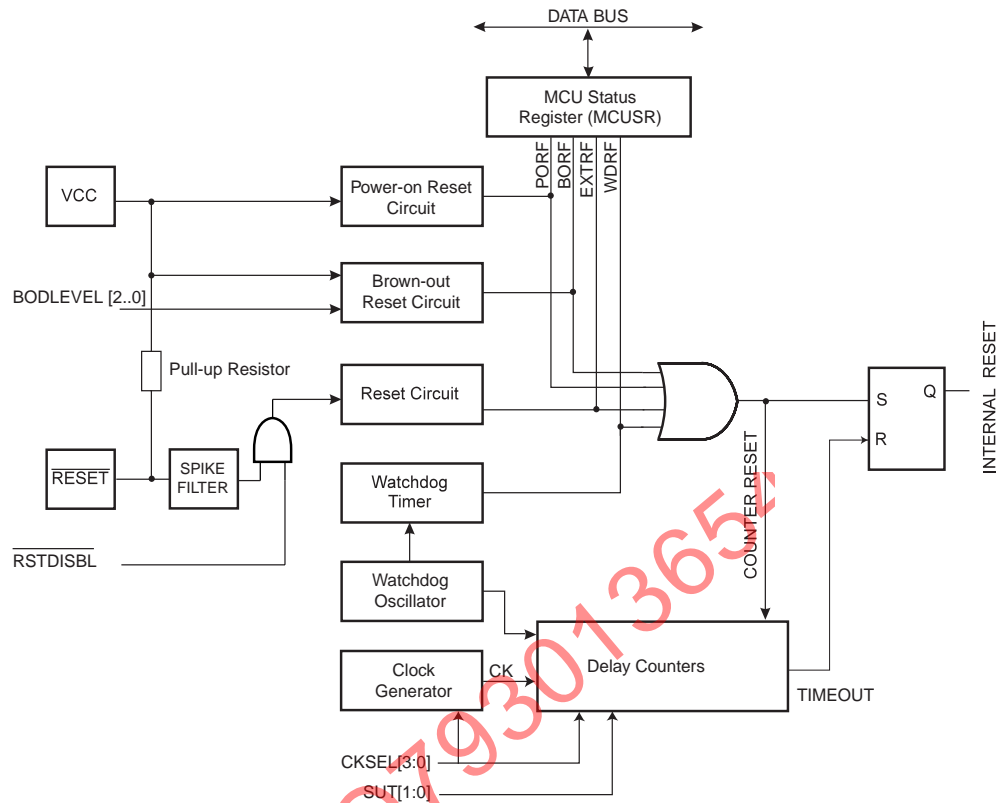 DATA BUS
MCU Status
Register (MCUSR)
PORF
BORF
EXTRF
WDRF
VCC
Power-on Reset
Circuit
BODLEVEL [2..0]
Brown-out
Reset Circuit
Pull-up Resistor
Reset Circuit
S
Q
R
INTERNAL RESET
RESET
SPIKE
FILTER
Watchdog
Timer
COUNTER RESET
RSTDISBL
Watchdog
Oscillator
Clock
Generator
CK
Delay Counters
TIMEOUT
CKSEL[3:0]
SUT[1:0]